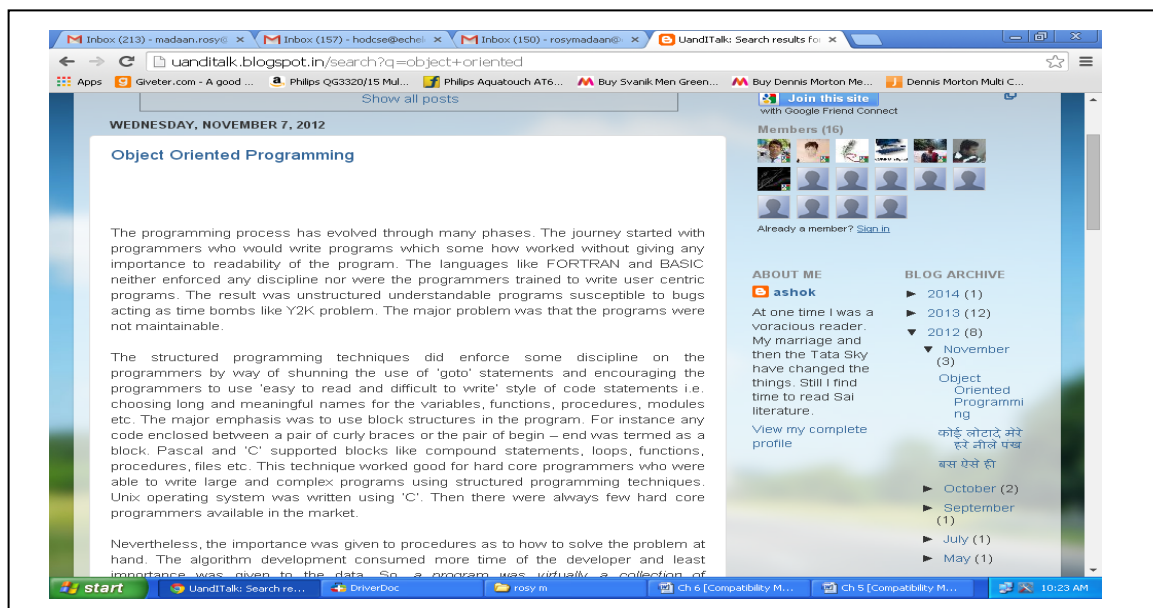 Inbox (213) - madaan.rosy@
Inbox (157) - hodcse@echel
Inbox (150) - rosymadaan@
UandITalk: Search results fo
uanditalk.blogspot.in/search?q=object+oriented
Apps
Giveter.com - A good ...
Philips QG3320/15 Mul...
Philips Aquatouch AT6...
Buy Svanik Men Green...
Buy Dennis Morton Me...
Dennis Morton Multi C...
Show all posts
WEDNESDAY, NOVEMBER 7, 2012
Object Oriented Programming
The programming process has evolved through many phases. The journey started with
programmers who would write programs which some how worked without giving any
importance to readability of the program. The languages like FORTRAN and BASIC
neither enforced any discipline nor were the programmers trained to write user centric
programs. The result was unstructured understandable programs susceptible to bugs
acting as time bombs like Y2K problem. The major problem was that the programs were
not maintainable.
The structured programming techniques did enforce some discipline on the
programmers by way of shunning the use of 'goto' statements and encouraging the
programmers to use 'easy to read and difficult to write' style of code statements i.e.
choosing long and meaningful names for the variables, functions, procedures, modules
etc. The major emphasis was to use block structures in the program. For instance any
code enclosed between a pair of curly braces or the pair of begin – end was termed as a
block. Pascal and 'C' supported blocks like compound statements, loops, functions,
procedures, files etc. This technique worked good for hard core programmers who were
able to write large and complex programs using structured programming techniques.
Unix operating system was written using 'C'. Then there were always few hard core
programmers available in the market.
Nevertheless, the importance was given to procedures as to how to solve the problem at
hand. The algorithm development consumed more time of the developer and least
importance was given to the data. So, a program was virtually a collection of
Join this site
with Google Friend Connect
Members (16)
Already a member? Sign in
ABOUT ME
ashok
At one time I was a
voracious reader.
My marriage and
then the Tata Sky
have changed the
things. Still I find
time to read Sai
literature.
View my complete
profile
BLOG ARCHIVE
► 2014 (1)
► 2013 (12)
▼ 2012 (8)
▼ November
(3)
Object
Oriented
Programmi
ng
कोई लोटादे मेरे
हरे नीले पंख
बस ऐसे ही
► October (2)
► September
(1)
► July (1)
► May (1)
start
UandITalk: Search re...
DriverDoc
rosy m
Ch 6 [Compatibility M...
Ch 5 [Compatibility M...
10:23 AM